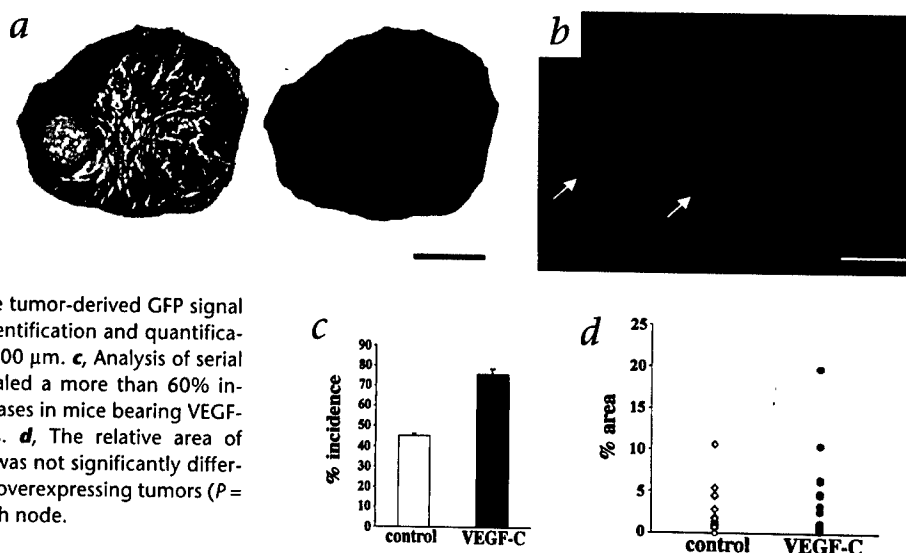 a
b
e tumor-derived GFP signal
entification and quantifica-
00 µm. c, Analysis of serial
aled a more than 60% in-
ases in mice bearing VEGF-
s. d, The relative area of
was not significantly differ-
overexpressing tumors (P =
h node.
c
% incidence
90
80
70
60
50
40
30
20
10
0
control VEGF-C
d
% area
25
20
15
10
5
0
control VEGF-C